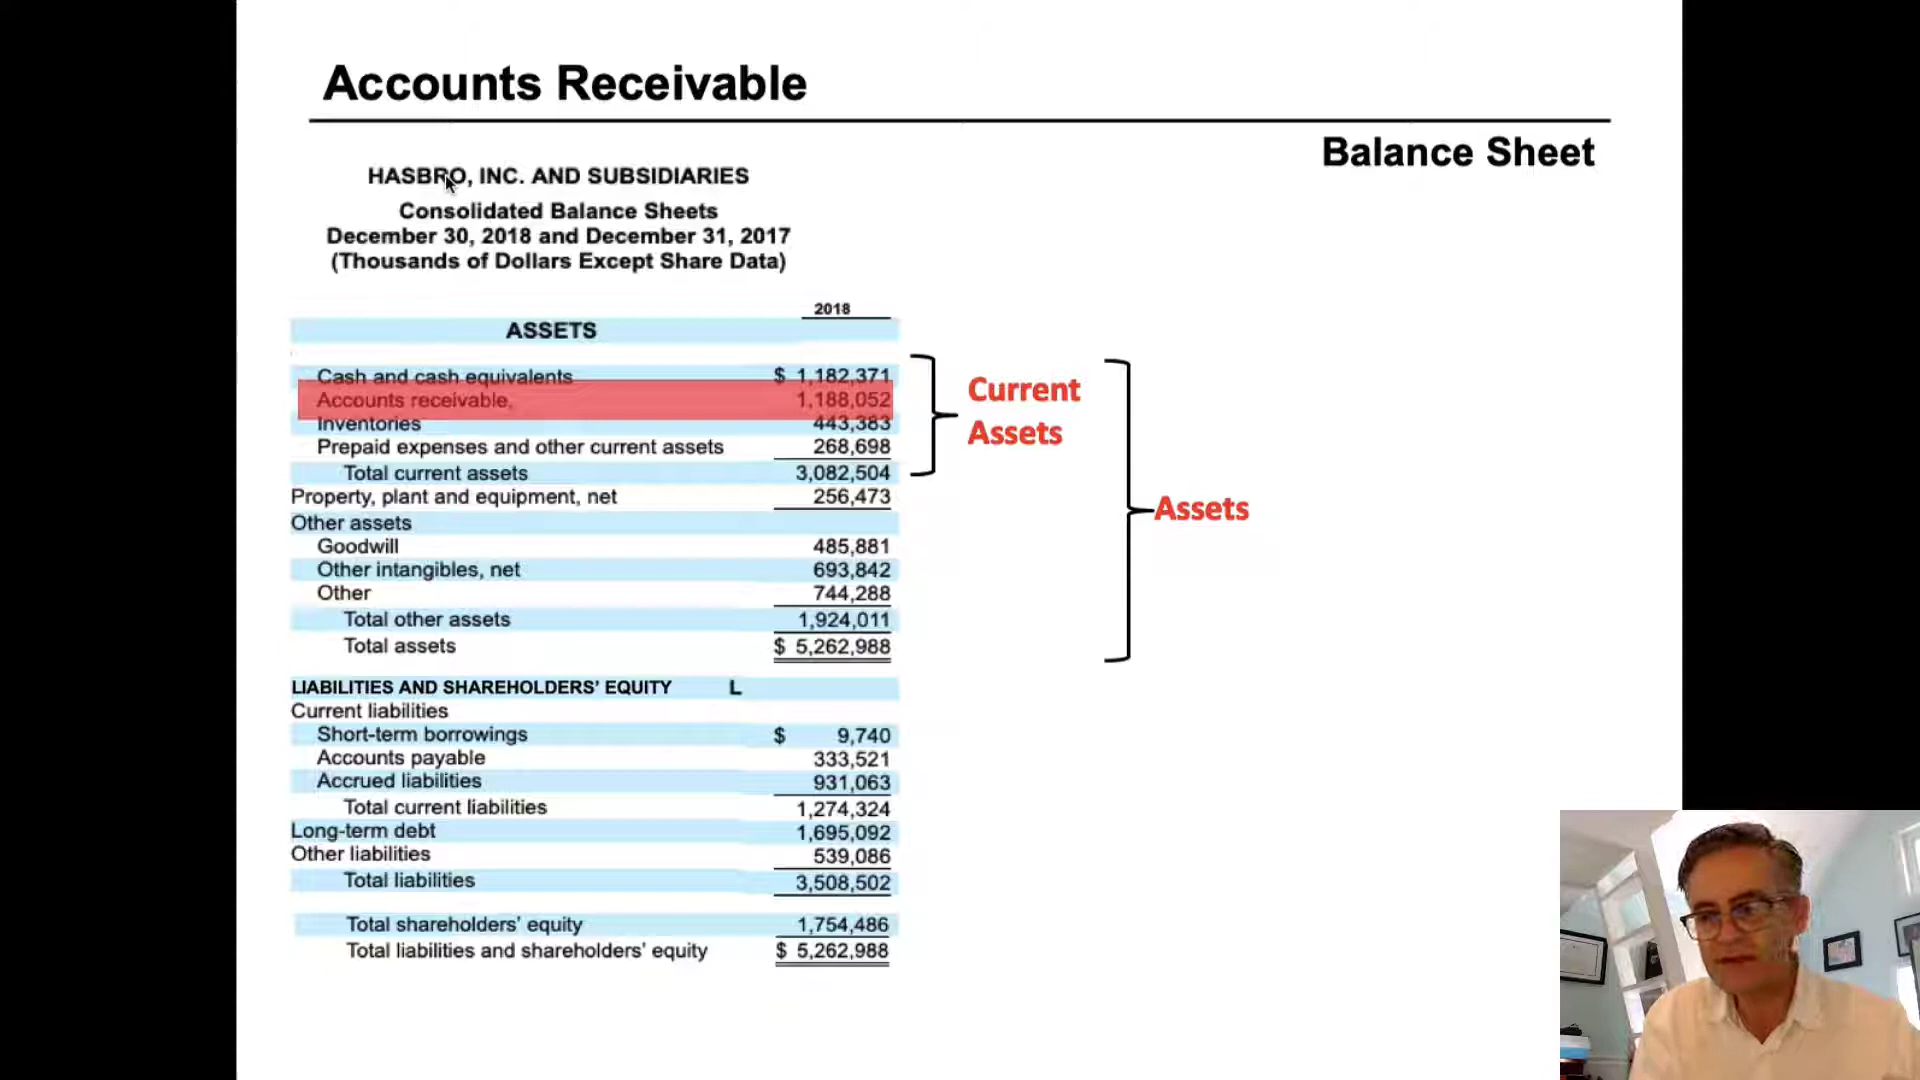 Accounts Receivable
Balance Sheet
HASBRO, INC. AND SUBSIDIARIES
Consolidated Balance Sheets
December 30, 2018 and December 31, 2017
(Thousands of Dollars Except Share Data)
2018
ASSETS
Cash and cash equivalents $ 1,182,371
Accounts receivable, 1,188,052
Inventories 443,383
Prepaid expenses and other current assets 268,698
Total current assets 3,082,504
Property, plant and equipment, net 256,473
Other assets
Goodwill 485,881
Other intangibles, net 693,842
Other 744,288
Total other assets 1,924,011
Total assets $ 5,262,988
Current
Assets
Assets
LIABILITIES AND SHAREHOLDERS' EQUITY L
Current liabilities
Short-term borrowings $ 9,740
Accounts payable 333,521
Accrued liabilities 931,063
Total current liabilities 1,274,324
Long-term debt 1,695,092
Other liabilities 539,086
Total liabilities 3,508,502
Total shareholders' equity 1,754,486
Total liabilities and shareholders' equity $ 5,262,988